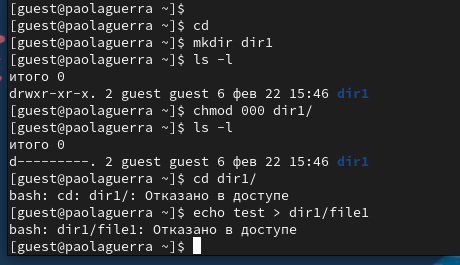 [guest@paolaguerra ~]$
[guest@paolaguerra ~]$ cd
[guest@paolaguerra ~]$ mkdir dir1
[guest@paolaguerra ~]$ ls -l
итого 0
drwxr-xr-x. 2 guest guest 6 фев 22 15:46 dir1
[guest@paolaguerra ~]$ chmod 000 dir1/
[guest@paolaguerra ~]$ ls -l
итого 0
d---------. 2 guest guest 6 фев 22 15:46 dir1
[guest@paolaguerra ~]$ cd dir1/
bash: cd: dir1/: Отказано в доступе
[guest@paolaguerra ~]$ echo test > dir1/file1
bash: dir1/file1: Отказано в доступе
[guest@paolaguerra ~]$